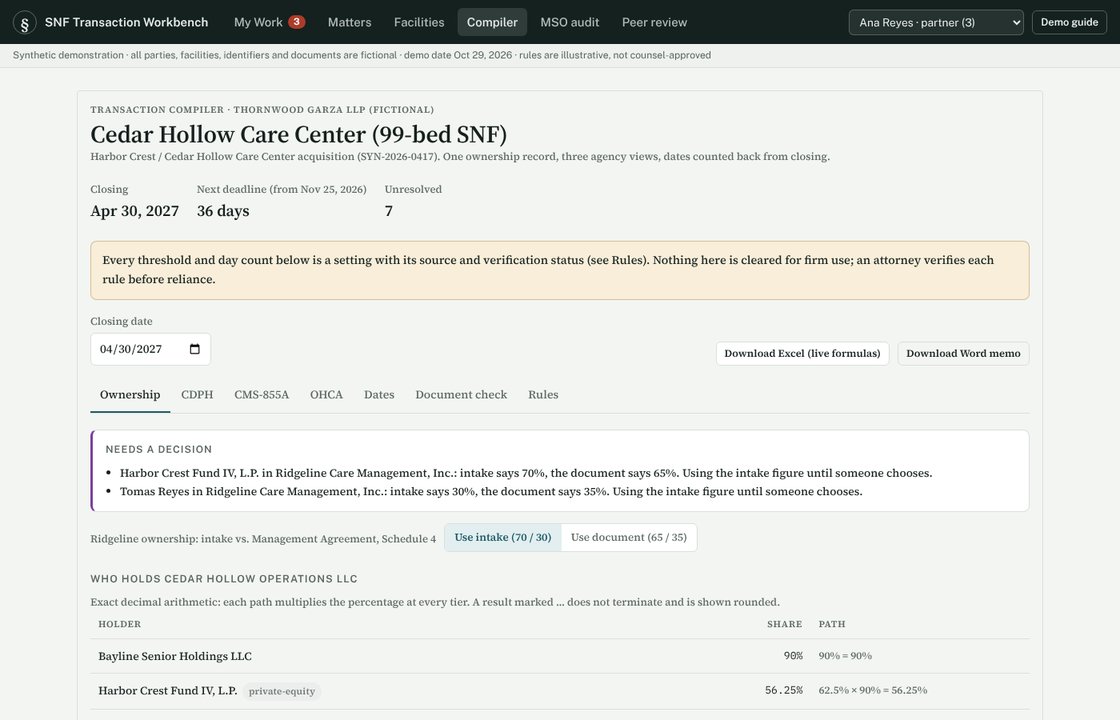 § SNF Transaction Workbench My Work 3 Matters Facilities Compiler MSO audit Peer review Ana Reyes · partner (3) Demo guide
Synthetic demonstration · all parties, facilities, identifiers and documents are fictional · demo date Oct 29, 2026 · rules are illustrative, not counsel-approved
TRANSACTION COMPILER · THORNWOOD GARZA LLP (FICTIONAL)
Cedar Hollow Care Center (99-bed SNF)
Harbor Crest / Cedar Hollow Care Center acquisition (SYN-2026-0417). One ownership record, three agency views, dates counted back from closing.
Closing Next deadline (from Nov 25, 2026) Unresolved
Apr 30, 2027 36 days 7
Every threshold and day count below is a setting with its source and verification status (see Rules). Nothing here is cleared for firm use; an attorney verifies each
rule before reliance.
Closing date
04/30/2027 Download Excel (live formulas) Download Word memo
Ownership CDPH CMS-855A OHCA Dates Document check Rules
NEEDS A DECISION
• Harbor Crest Fund IV, L.P. in Ridgeline Care Management, Inc.: intake says 70%, the document says 65%. Using the intake figure until someone chooses.
• Tomas Reyes in Ridgeline Care Management, Inc.: intake says 30%, the document says 35%. Using the intake figure until someone chooses.
Ridgeline ownership: intake vs. Management Agreement, Schedule 4 Use intake (70 / 30) Use document (65 / 35)
WHO HOLDS CEDAR HOLLOW OPERATIONS LLC
Exact decimal arithmetic: each path multiplies the percentage at every tier. A result marked … does not terminate and is shown rounded.
HOLDER SHARE PATH
Bayline Senior Holdings LLC 90% 90% = 90%
Harbor Crest Fund IV, L.P. private-equity 56.25% 62.5% × 90% = 56.25%